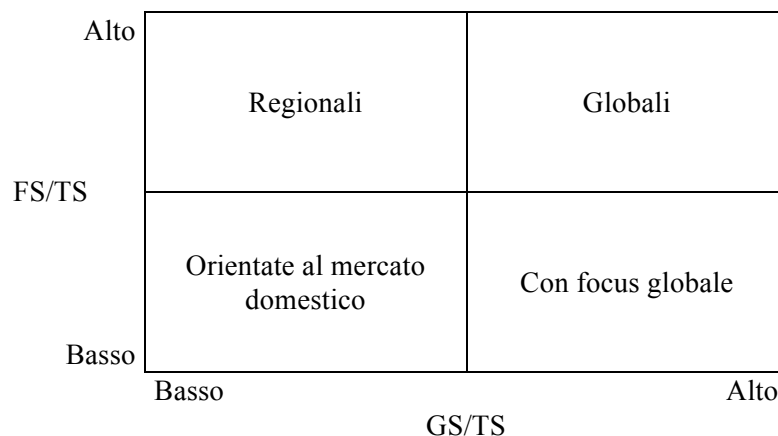 Alto
Regionali
Globali
FS/TS
Orientate al mercato
domestico
Con focus globale
Basso
Basso
Alto
GS/TS